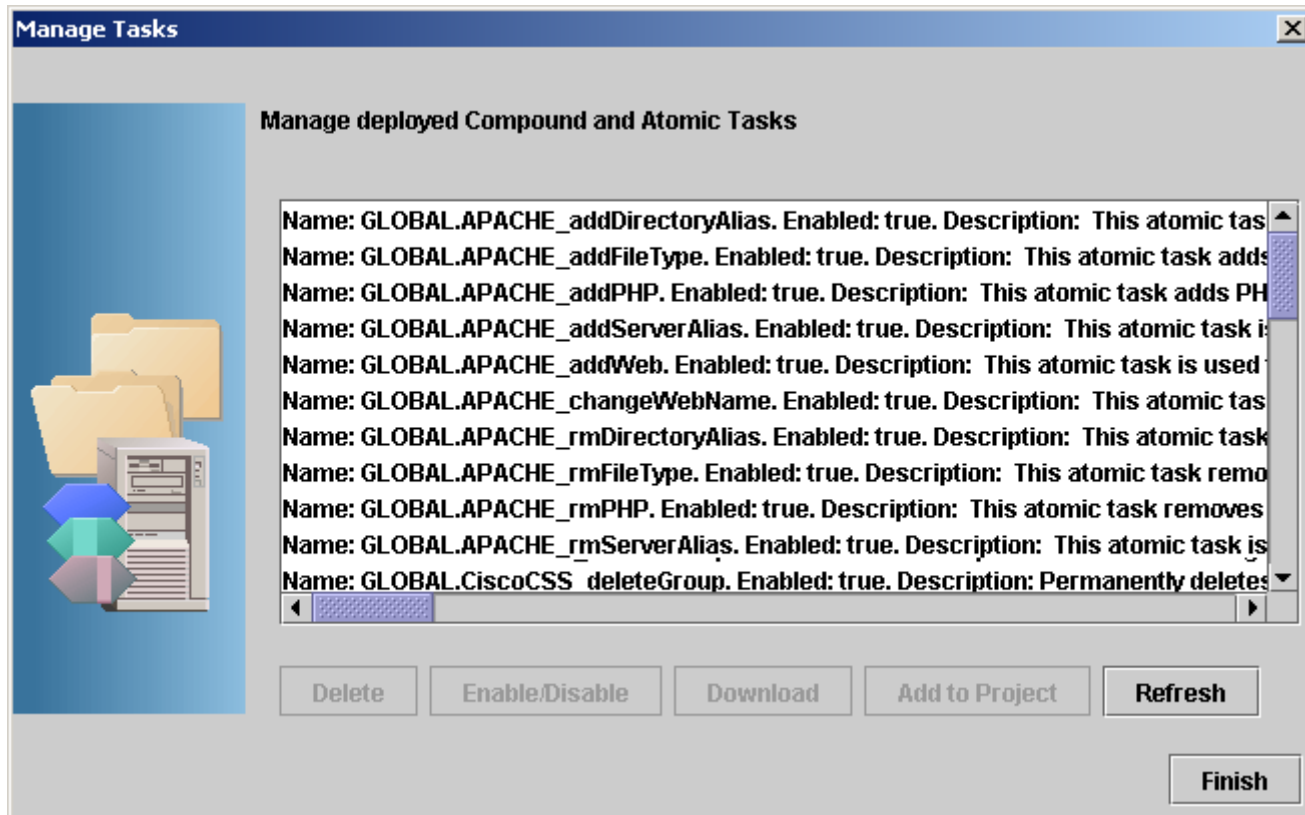 Manage Tasks
Manage deployed Compound and Atomic Tasks
Name: GLOBAL.APACHE_addDirectoryAlias. Enabled: true. Description: This atomic tas
Name: GLOBAL.APACHE_addFileType. Enabled: true. Description: This atomic task adds
Name: GLOBAL.APACHE_addPHP. Enabled: true. Description: This atomic task adds PH
Name: GLOBAL.APACHE_addServerAlias. Enabled: true. Description: This atomic task is
Name: GLOBAL.APACHE_addWeb. Enabled: true. Description: This atomic task is used
Name: GLOBAL.APACHE_changeWebName. Enabled: true. Description: This atomic tas
Name: GLOBAL.APACHE_rmDirectoryAlias. Enabled: true. Description: This atomic task
Name: GLOBAL.APACHE_rmFileType. Enabled: true. Description: This atomic task remo
Name: GLOBAL.APACHE_rmPHP. Enabled: true. Description: This atomic task removes
Name: GLOBAL.APACHE_rmServerAlias. Enabled: true. Description: This atomic task is
Name: GLOBAL.CiscoCSS_deleteGroup. Enabled: true. Description: Permanently deletes
Delete Enable/Disable Download Add to Project Refresh
Finish